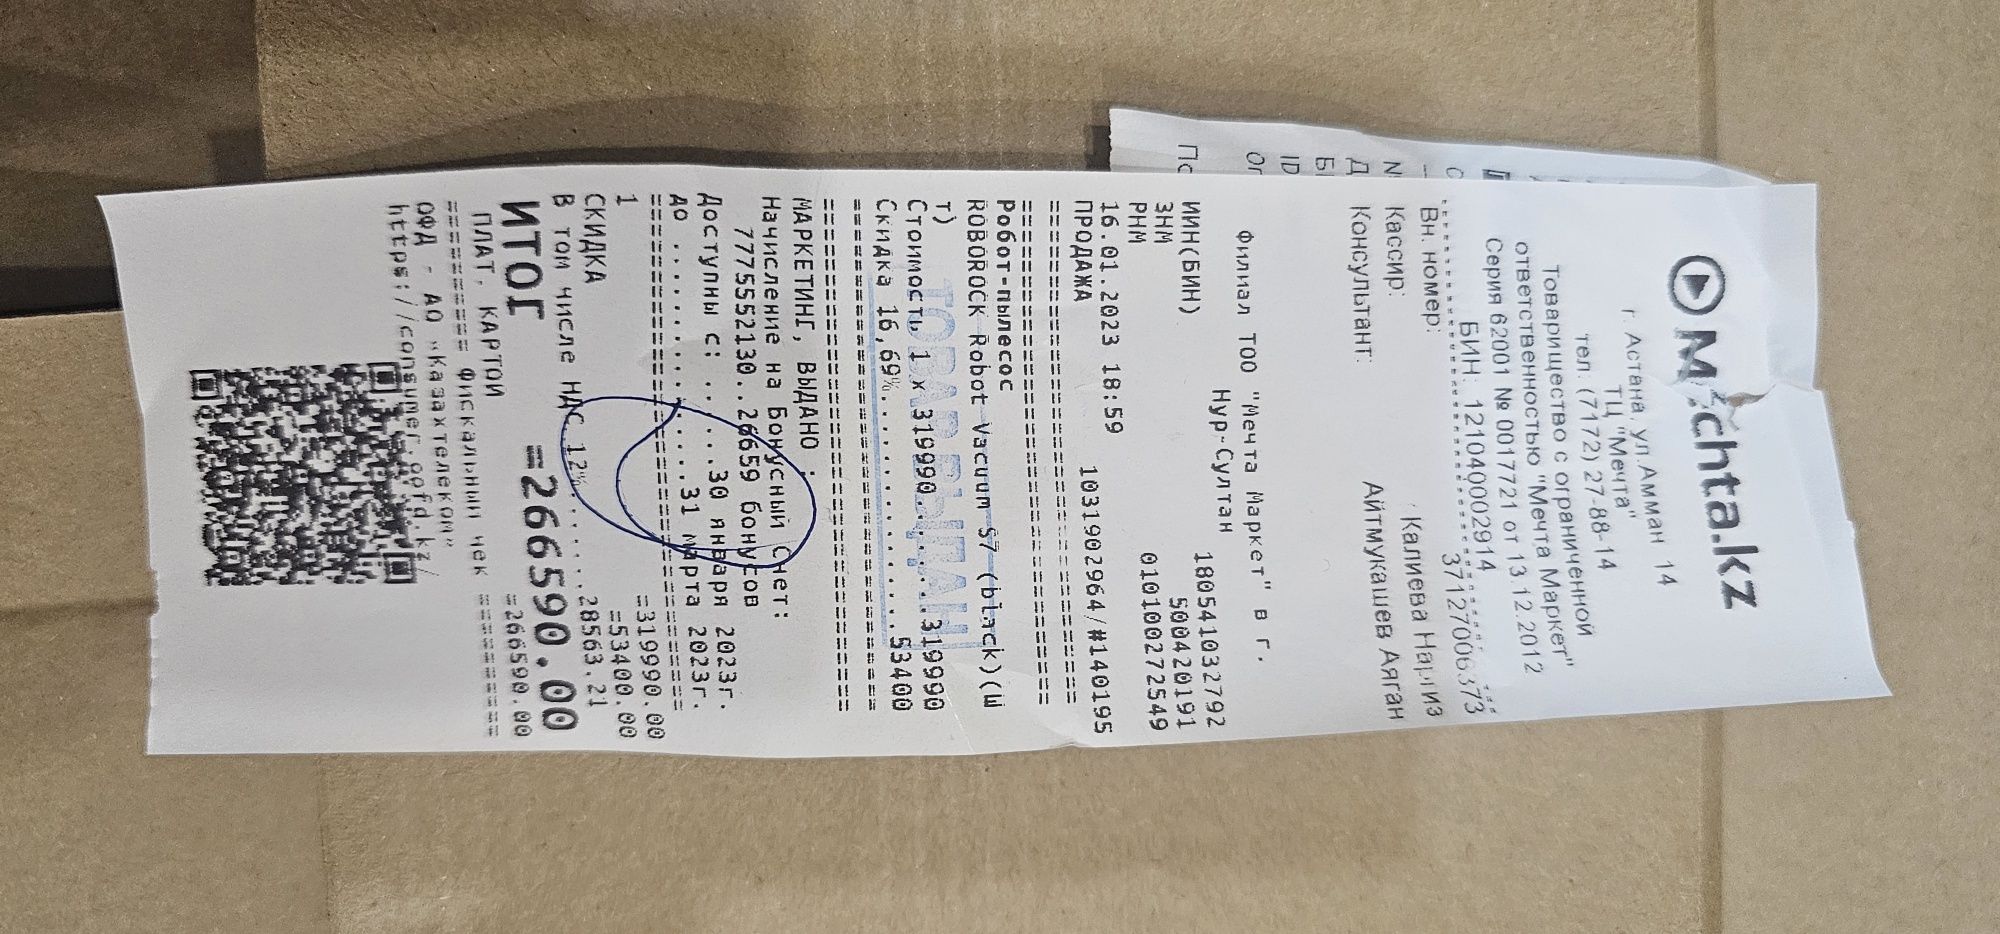 Mechta.kz
г. Астана, ул Амман 14
ТЦ "Мечта"
тел: (7172) 27-88-14
Товарищество с ограниченной
ответственностью "Мечта Маркет"
Серия 62001 № 0017721 от 13.12.2012
БИН: 121040002914
Вн. номер: 37127006373
Кассир: Калиева
Консультант: Айтмукашев Аяган
Филиал ТОО "Мечта Маркет" в г.
Нур-Султан
ИИН(БИН) 180541032792
ЗНМ 500420191
РНМ 010100272549
16.01.2023 18:59
ПРОДАЖА 1031902964/#140195
==============================
==============================
Робот-пылесос
ROBOROCK Robot Vacuum S7 (black)(Ш
Т)
Стоимость 1 x 319990.......319990
Скидка 16,69%............53400
==============================
==============================
ТОВАР ВЫДАН
МАРКЕТИНГ, ВЫДАНО :
Начисление на Бонусный Счет:
77755552130..26659 бонусов
Доступны с: .......30 января 2023г.
до ..............31 марта 2023г.
==============================
1 =319990.00
СКИДКА =53400.00
В ТОМ ЧИСЛЕ НДС 12%.......28563.21
ИТОГ =266590.00
ПЛАТ. КАРТОЙ =266590.00
========= Фискальный чек =========
ОФД - АО «Казахтелеком»
https://consumer.oofd.kz/